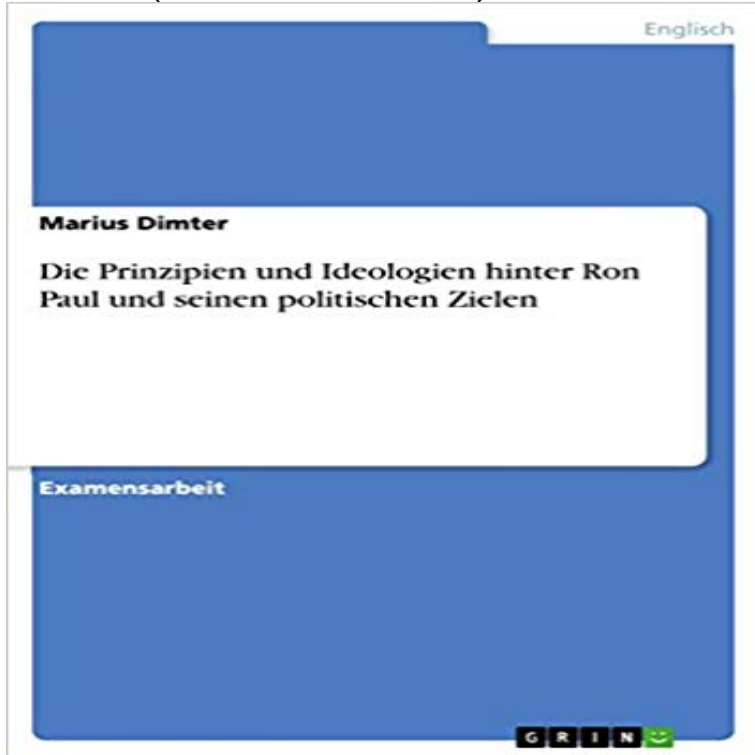 Englisch
Marius Dimter
Die Prinzipien und Ideologien hinter Ron
Paul und seinen politischen Zielen
Examensarbeit
GRIN